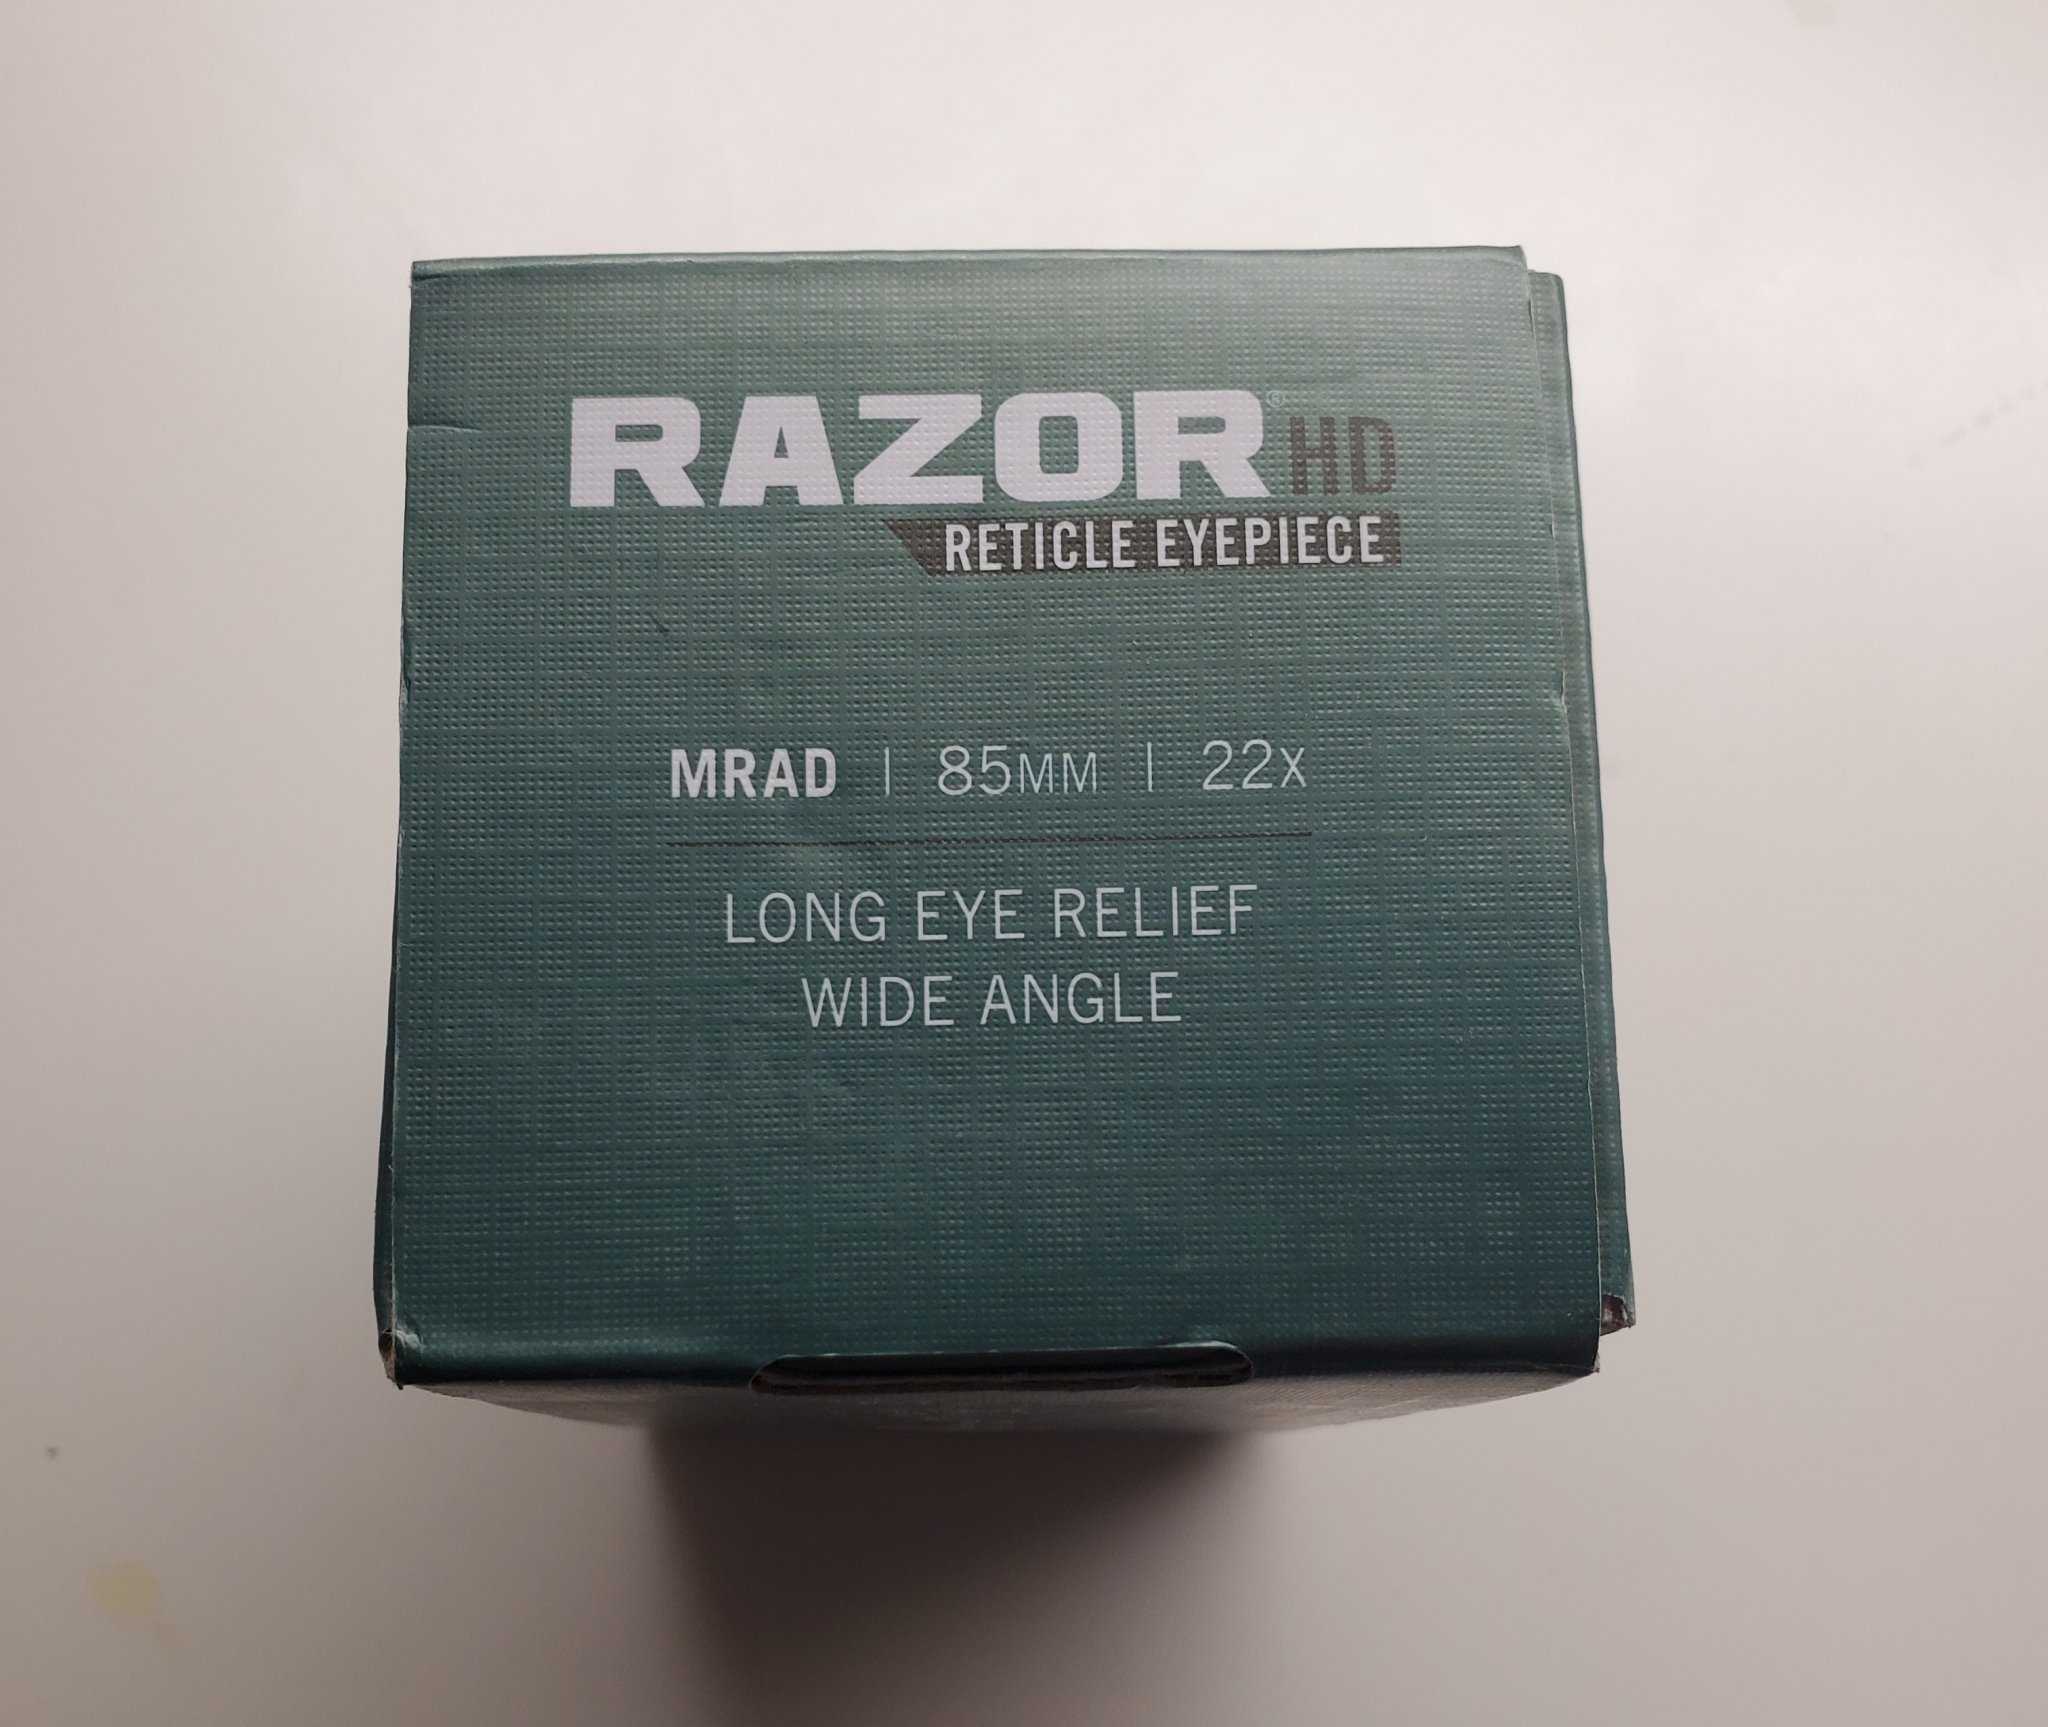 RAZOR® HD
RETICLE EYEPIECE
MRAD | 85MM | 22X
LONG EYE RELIEF
WIDE ANGLE